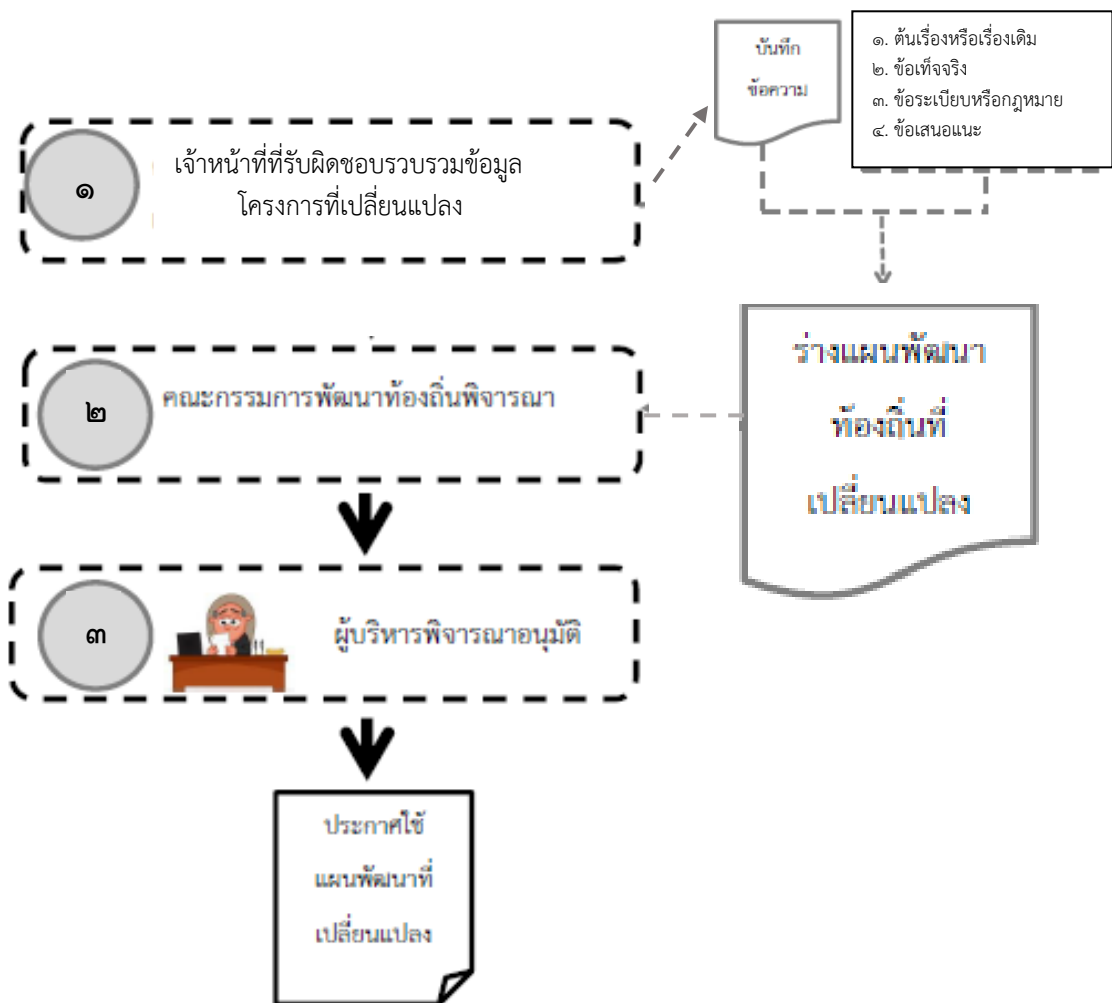 บันทึก
ข้อความ
๑. ต้นเรื่องหรือเรื่องเดิม
๒. ข้อเท็จจริง
๓. ข้อระเบียบหรือกฎหมาย
๔. ข้อเสนอแนะ
๑
เจ้าหน้าที่ที่รับผิดชอบรวบรวมข้อมูล
โครงการที่เปลี่ยนแปลง
ร่างแผนพัฒนา
ท้องถิ่นที่
เปลี่ยนแปลง
๒
คณะกรรมการพัฒนาท้องถิ่นพิจารณา
๓
ผู้บริหารพิจารณาอนุมัติ
ประกาศใช้
แผนพัฒนาที่
เปลี่ยนแปลง